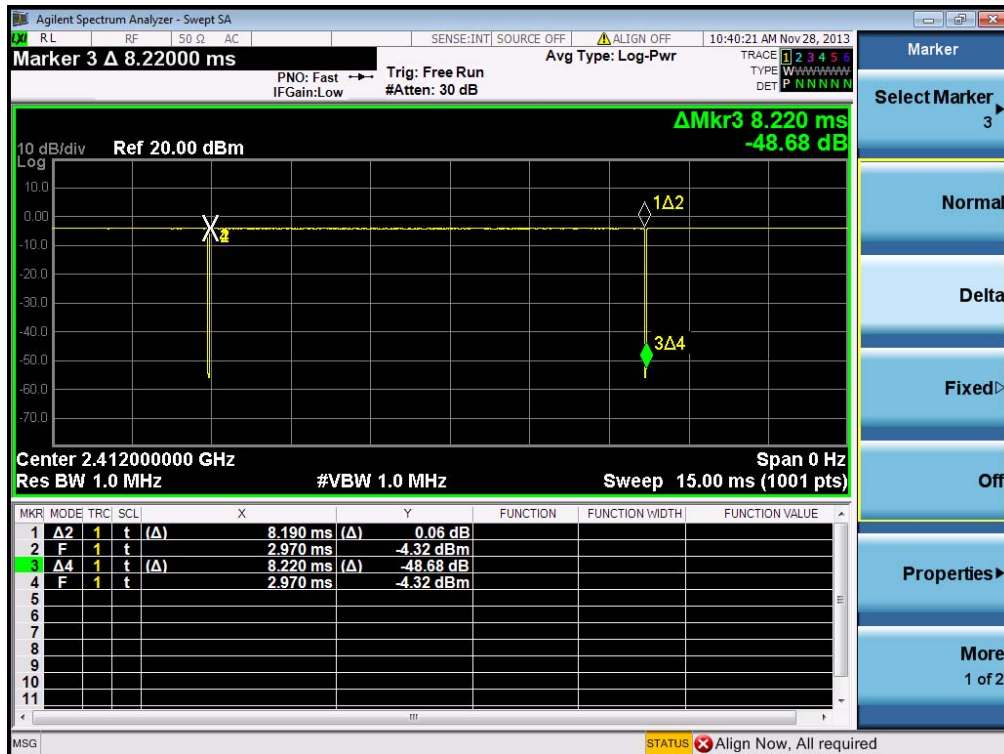 Agilent Spectrum Analyzer - Swept SA
LXI RL RF 50 Ω AC SENSE:INT SOURCE OFF ALIGN OFF 10:40:21 AM Nov 28, 2013
Marker 3 Δ 8.22000 ms
PNO: Fast
IFGain:Low
Trig: Free Run
#Atten: 30 dB
Avg Type: Log-Pwr
TRACE 1 2 3 4 5 6
TYPE WWWWWW
DET P N N N N N
ΔMkr3 8.220 ms
-48.68 dB
10 dB/div Ref 20.00 dBm
Log
10.0
0.00
-10.0
-20.0
-30.0
-40.0
-50.0
-60.0
-70.0
1Δ2
3Δ4
Center 2.412000000 GHz Span 0 Hz
Res BW 1.0 MHz #VBW 1.0 MHz Sweep 15.00 ms (1001 pts)
MKR MODE TRC SCL X Y FUNCTION FUNCTION WIDTH FUNCTION VALUE
1 Δ2 1 t (Δ) 8.190 ms (Δ) 0.06 dB
2 F 1 t 2.970 ms -4.32 dBm
3 Δ4 1 t (Δ) 8.220 ms (Δ) -48.68 dB
4 F 1 t 2.970 ms -4.32 dBm
5
6
7
8
9
10
11
MSG STATUS Align Now, All required
Marker
Select Marker
3
Normal
Delta
Fixed
Off
Properties
More
1 of 2